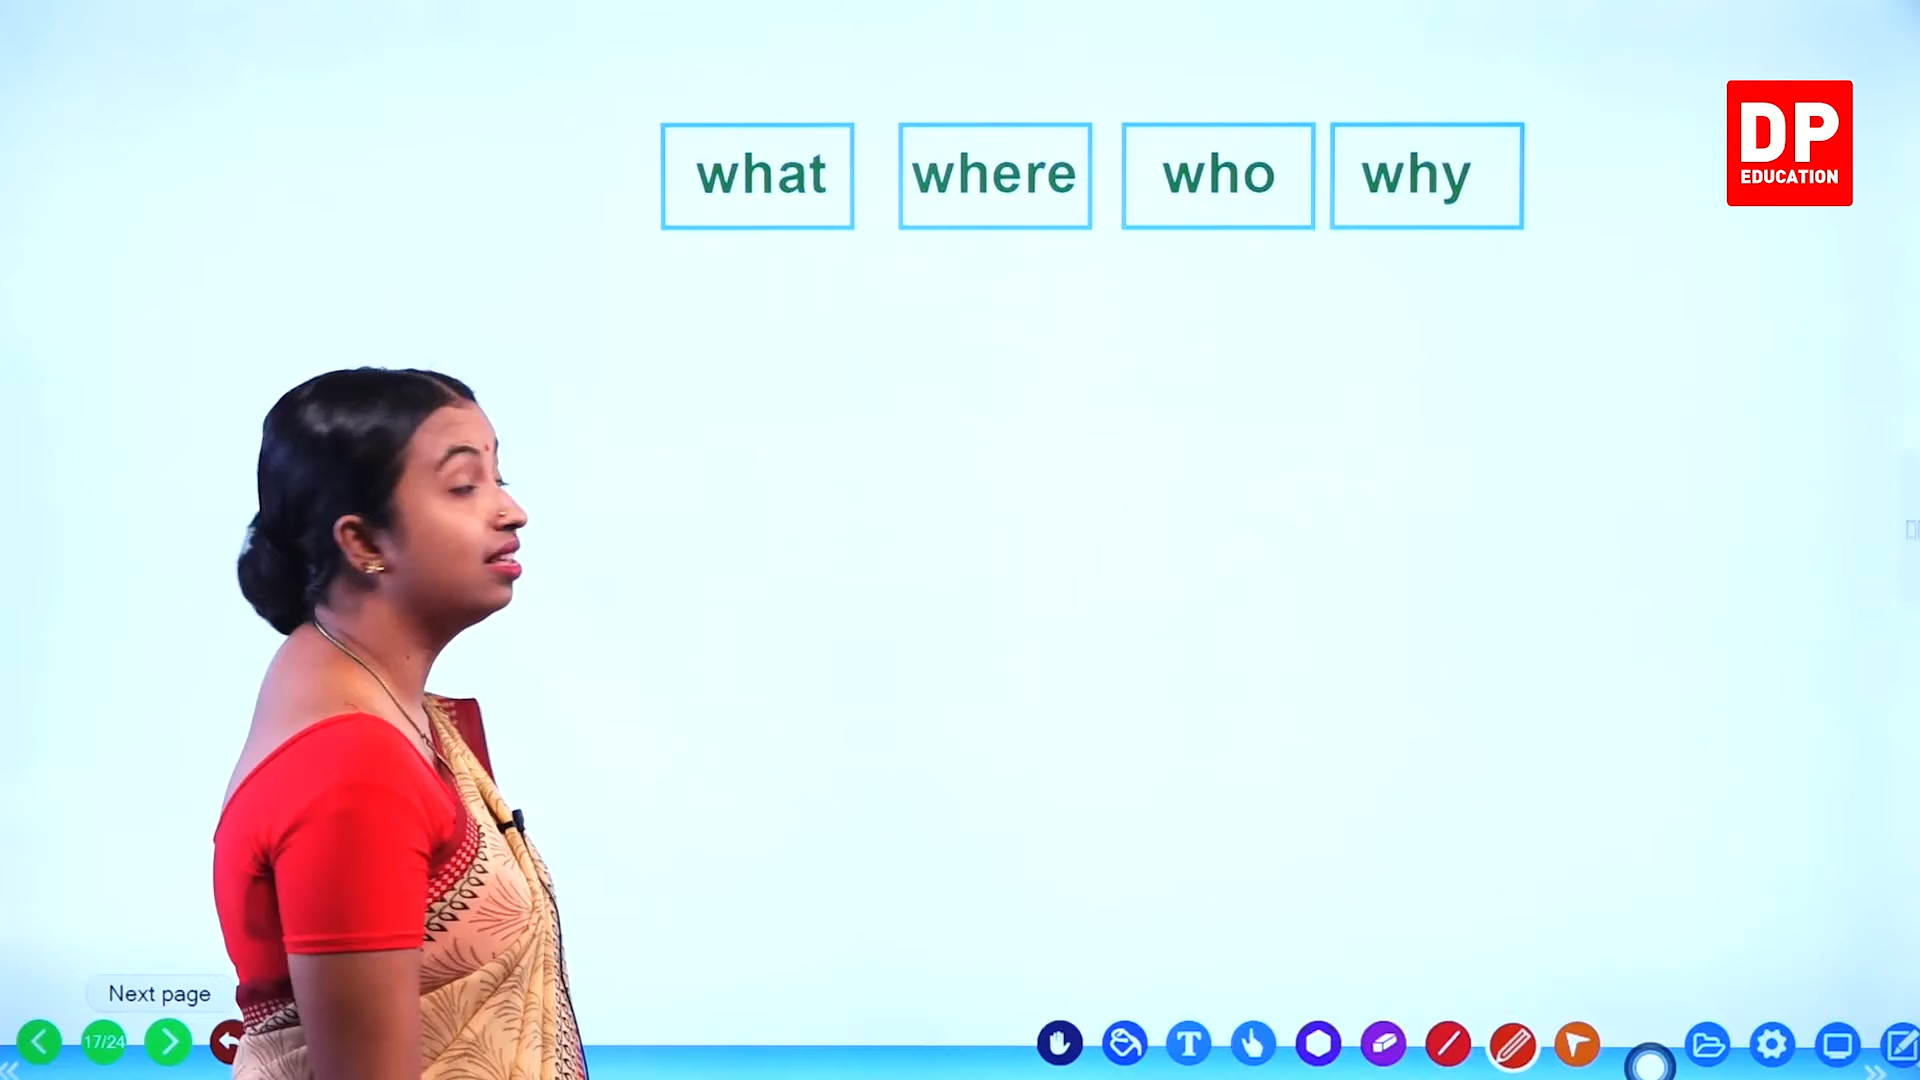 what where who why
DP
EDUCATION
Next page
17/24
T